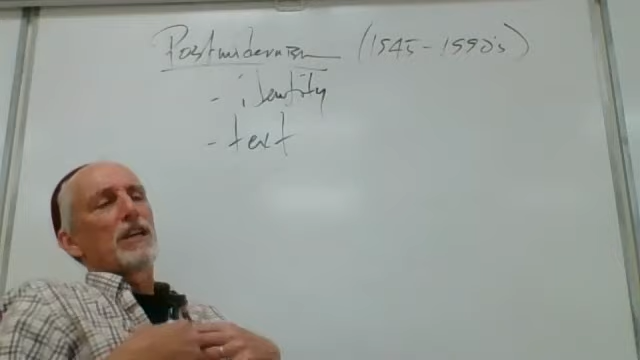 Postmodernism (1945-1990's)
- identity
- text